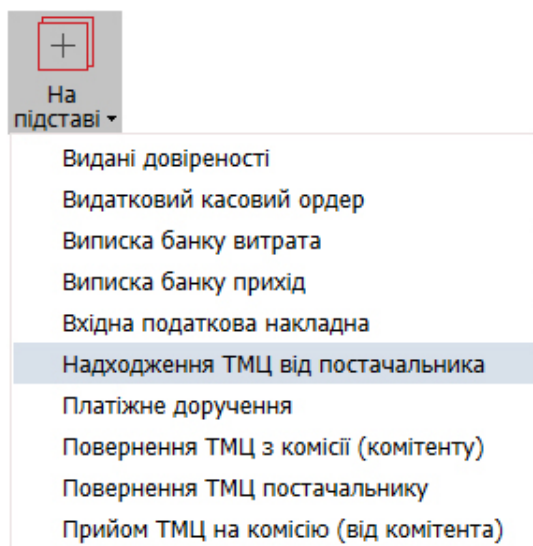 На
підставі
Видані довіреності
Видатковий касовий ордер
Виписка банку витрата
Виписка банку прихід
Вхідна податкова накладна
Надходження ТМЦ від постачальника
Платіжне доручення
Повернення ТМЦ з комісії (комітенту)
Повернення ТМЦ постачальнику
Прийом ТМЦ на комісію (від комітента)